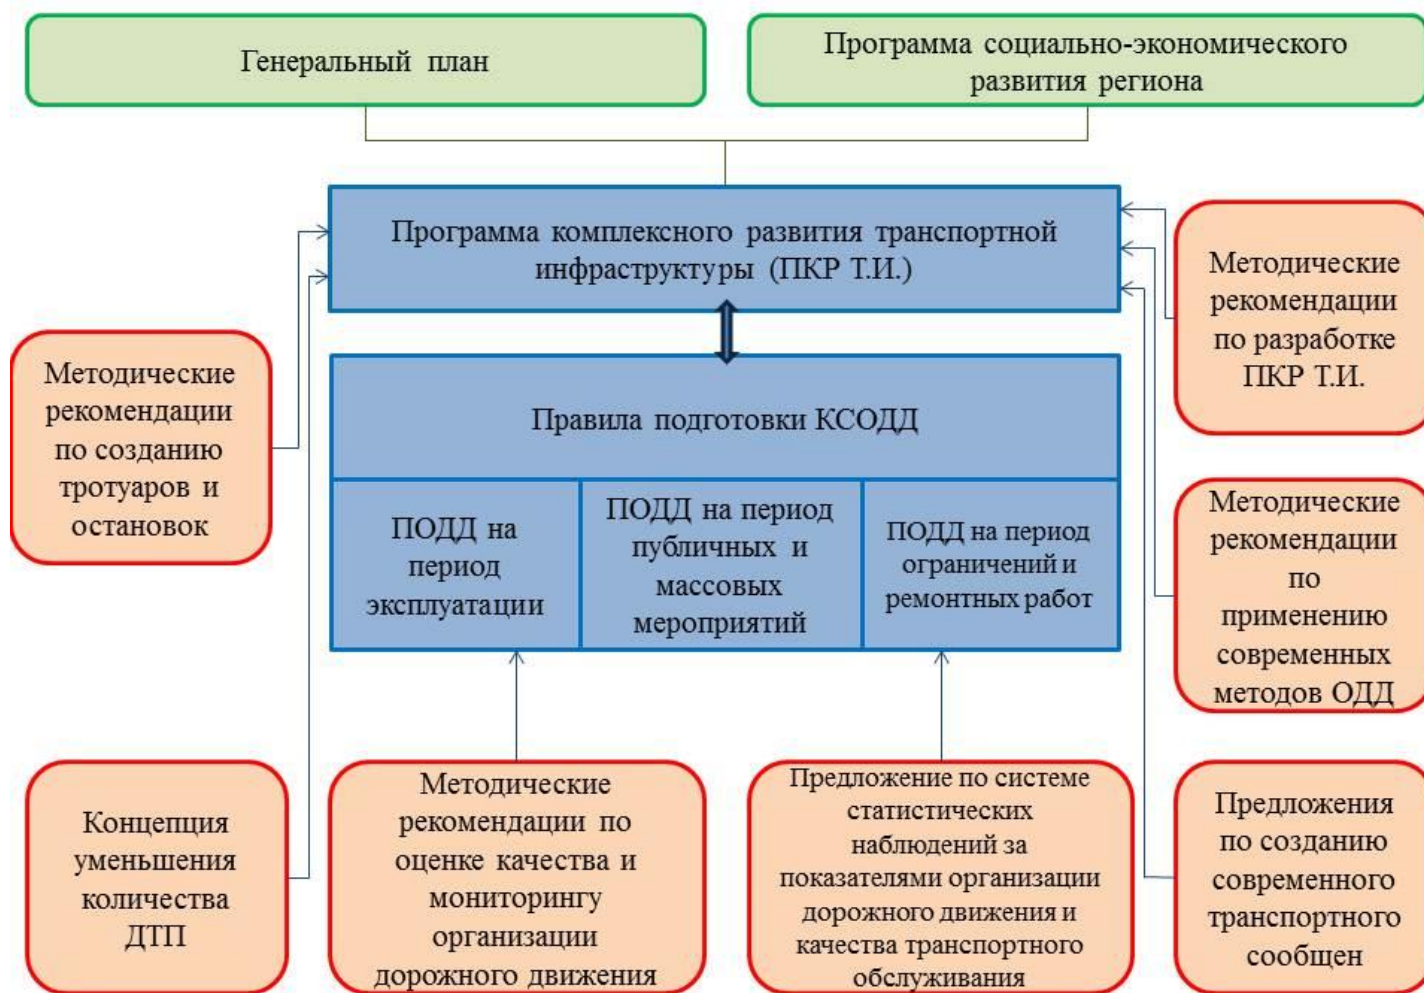 Генеральный план
Программа социально-экономического
развития региона
Программа комплексного развития транспортной
инфраструктуры (ПКР Т.И.)
Методические
рекомендации
по разработке
ПКР Т.И.
Методические
рекомендации
по созданию
тротуаров и
остановок
Правила подготовки КСОДД
ПОДД на
период
эксплуатации
ПОДД на период
публичных и
массовых
мероприятий
ПОДД на период
ограничений и
ремонтных работ
Методические
рекомендации
по
применению
современных
методов ОДД
Концепция
уменьшения
количества
ДТП
Методические
рекомендации по
оценке качества и
мониторингу
организации
дорожного движения
Предложение по системе
статистических
наблюдений за
показателями организации
дорожного движения и
качества транспортного
обслуживания
Предложения
по созданию
современного
транспортного
сообщен